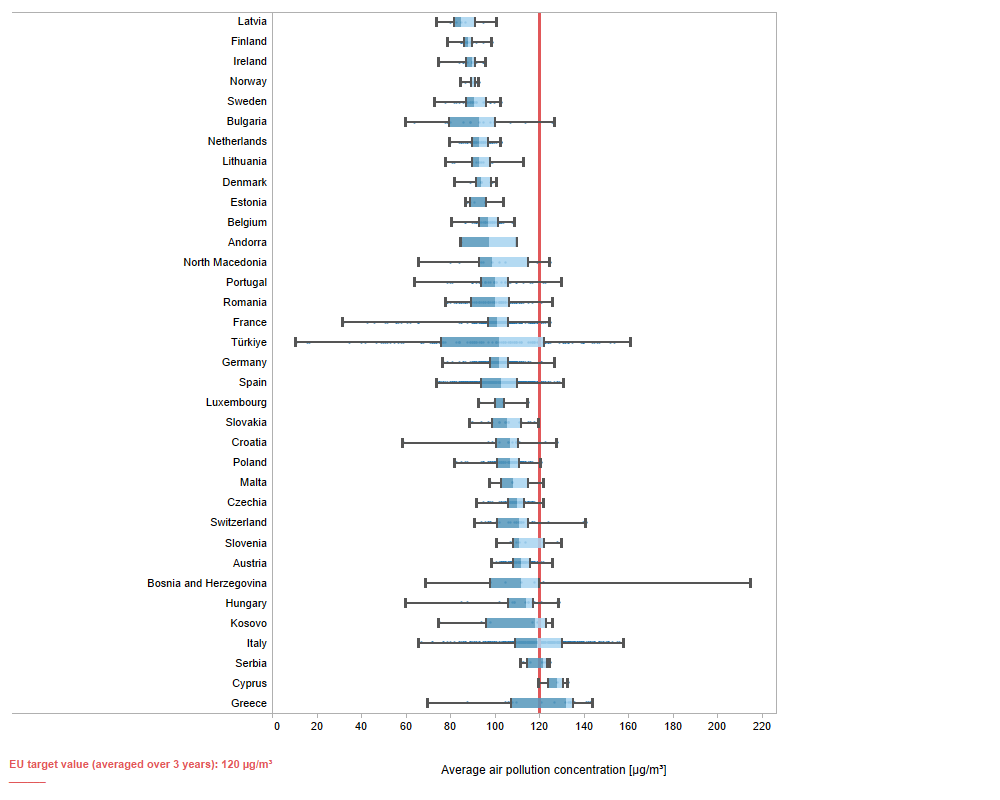 Latvia
Finland
Ireland
Norway
Sweden
Bulgaria
Netherlands
Lithuania
Denmark
Estonia
Belgium
Andorra
North Macedonia
Portugal
Romania
France
Türkiye
Germany
Spain
Luxembourg
Slovakia
Croatia
Poland
Malta
Czechia
Switzerland
Slovenia
Austria
Bosnia and Herzegovina
Hungary
Kosovo
Italy
Serbia
Cyprus
Greece
0 20 40 60 80 100 120 140 160 180 200 220
EU target value (averaged over 3 years): 120 µg/m³
Average air pollution concentration [µg/m³]